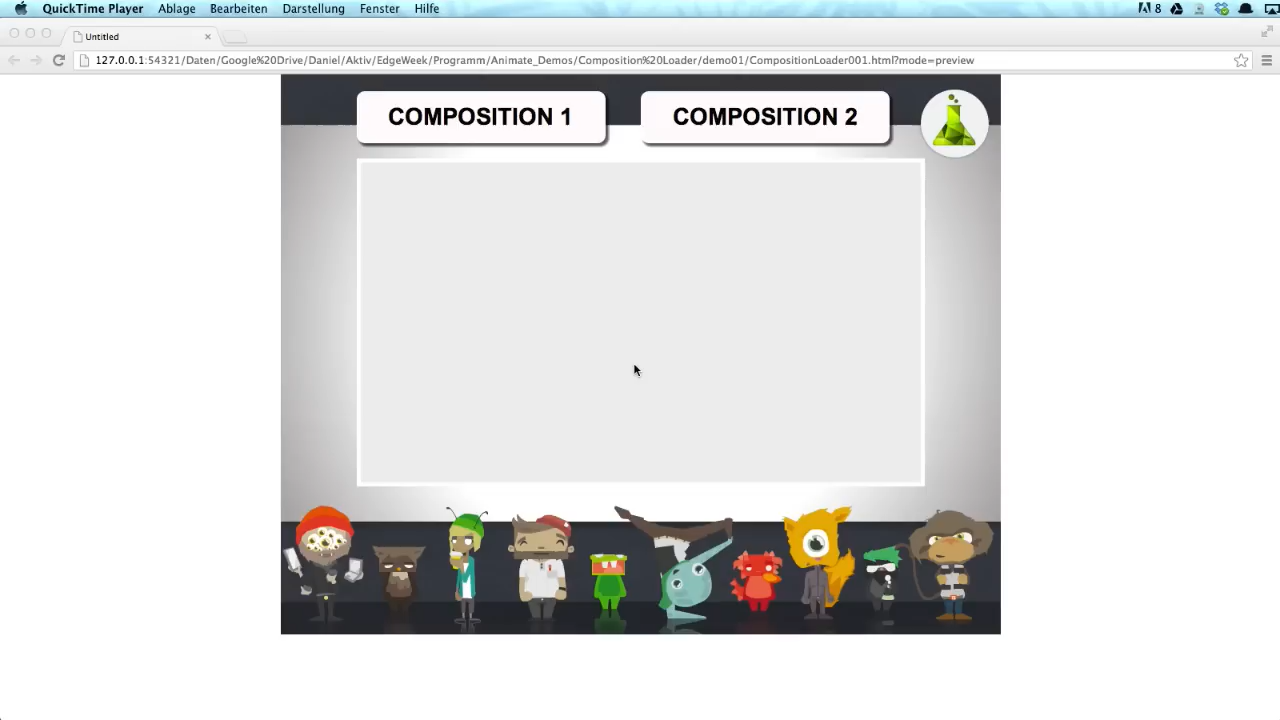 QuickTime Player Ablage Bearbeiten Darstellung Fenster Hilfe 8
Untitled
127.0.0.1:54321/Daten/Google%20Drive/Daniel/Aktiv/EdgeWeek/Programm/Animate_Demos/Composition%20Loader/demo01/CompositionLoader001.html?mode=preview
COMPOSITION 1 COMPOSITION 2